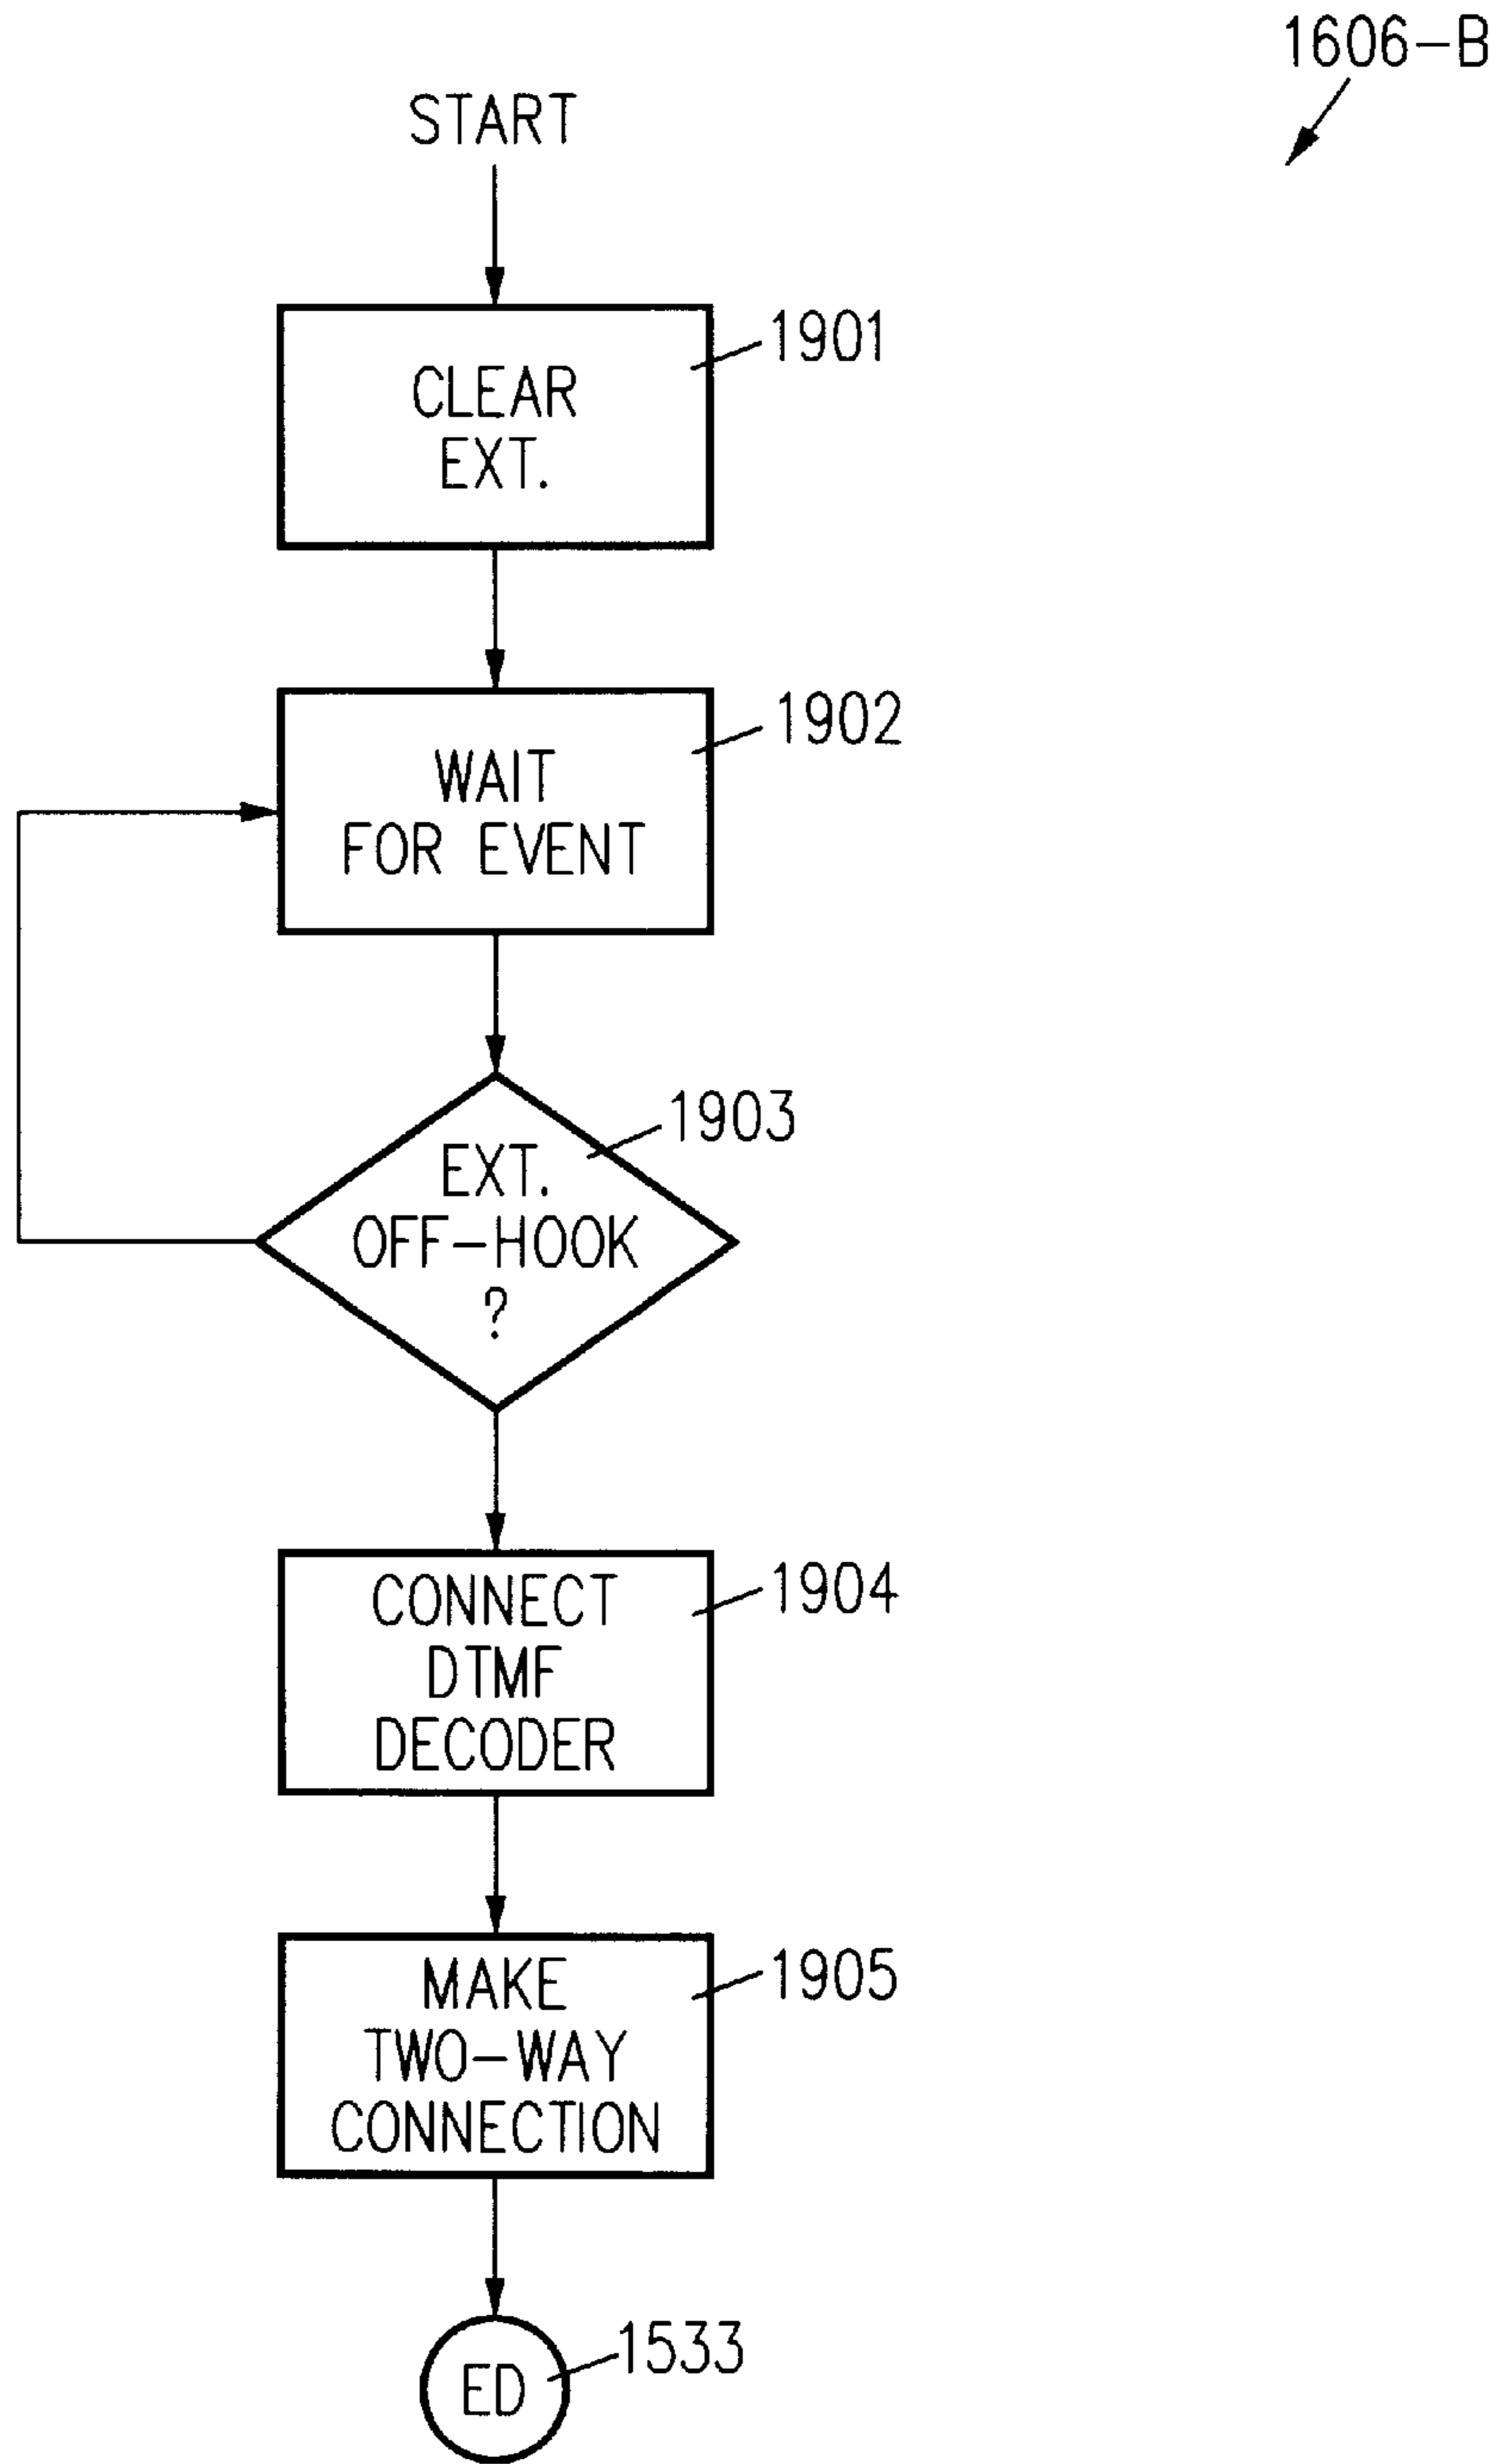 1606-B
START
1901
CLEAR
EXT.
1902
WAIT
FOR EVENT
1903
EXT.
OFF-HOOK
?
1904
CONNECT
DTMF
DECODER
1905
MAKE
TWO-WAY
CONNECTION
1533
ED